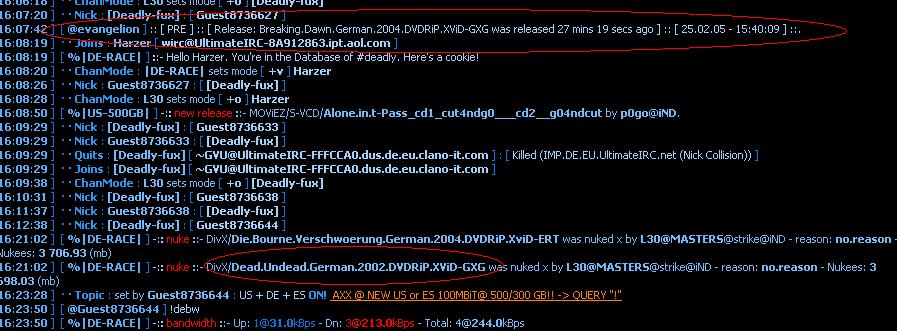 16:06:18 ] ··ChanMode : L30 sets mode [ +o ] [Deadly-fux]
16:07:20 ] ··Nick : [Deadly-fux] : [ Guest8736627 ]
16:07:42 ] [ @evangelion ] :: [ PRE ] :: [ Release: Breaking.Dawn.German.2004.DVDRiP.XViD-GXG was released 27 mins 19 secs ago ] :: [ 25.02.05 - 15:40:09 ] ::.
16:08:19 ] ··Joins : Harzer [ wirc@UltimateIRC-8A912863.ipt.aol.com ]
16:08:19 ] [ %|DE-RACE| ]::- Hello Harzer. You're in the Database of #deadly. Here's a cookie!
16:08:20 ] ··ChanMode : |DE-RACE| sets mode [ +v ] Harzer
16:08:26 ] ··Nick : Guest8736627 : [ [Deadly-fux] ]
16:08:28 ] ··ChanMode : L30 sets mode [ +o ] Harzer
16:08:50 ] [ %|US-500GB| ] -:: new release ::- MOViEZ/S-VCD/Alone.in.t-Pass_cd1_cut4ndg0___cd2__g04ndcut by p0go@iND.
16:09:29 ] ··Nick : [Deadly-fux] : [ Guest8736633 ]
16:09:29 ] ··Nick : Guest8736633 : [ [Deadly-fux] ]
16:09:29 ] ··Quits : [Deadly-fux] [ ~GVU@UltimateIRC-FFFCCA0.dus.de.eu.clano-it.com ] : [ Killed (IMP.DE.EU.UltimateIRC.net (Nick Collision)) ]
16:09:29 ] ··Joins : [Deadly-fux] [ ~GVU@UltimateIRC-FFFCCA0.dus.de.eu.clano-it.com ]
16:09:38 ] ··ChanMode : L30 sets mode [ +o ] [Deadly-fux]
16:10:31 ] ··Nick : [Deadly-fux] : [ Guest8736638 ]
16:11:37 ] ··Nick : Guest8736638 : [ [Deadly-fux] ]
16:12:38 ] ··Nick : [Deadly-fux] : [ Guest8736644 ]
16:21:02 ] [ %|DE-RACE| ] -:: nuke ::- DivX/Die.Bourne.Verschwoerung.German.2004.DVDRiP.XviD-ERT was nuked x by L30@MASTERS@strike@iND - reason: no.reason -
Nukees: 3 706.93 (mb)
16:21:02 ] [ %|DE-RACE| ] -:: nuke ::- DivX/Dead.Undead.German.2002.DVDRiP.XViD-GXG was nuked x by L30@MASTERS@strike@iND - reason: no.reason - Nukees: 3
698.03 (mb)
16:23:28 ] ··Topic : set by Guest8736644 : US + DE + ES ON! AXX @ NEW US or ES 100MBiT@ 500/300 GB!! -> QUERY "!"
16:23:50 ] [ @Guest8736644 ] !debw
16:23:50 ] [ %|DE-RACE| ] -:: bandwidth ::- - Up: 1@31.0kBps - Dn: 3@213.0kBps - Total: 4@244.0kBps